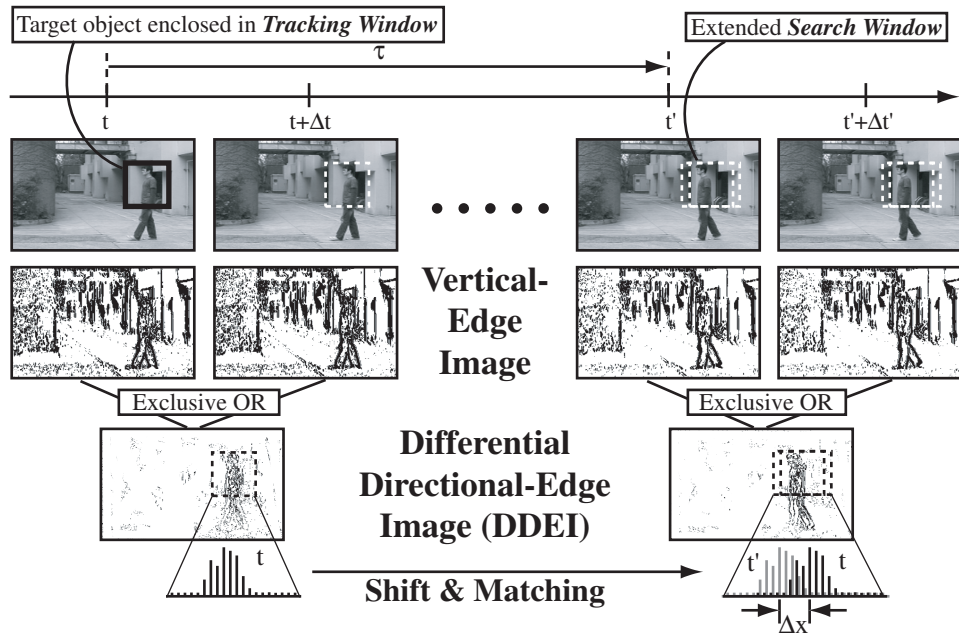 Target object enclosed in Tracking Window
Extended Search Window
τ
t
t+Δt
t'
t'+Δt'
Vertical-
Edge
Image
Exclusive OR
Exclusive OR
Differential
Directional-Edge
Image (DDEI)
t
t'
t
Shift & Matching
Δx